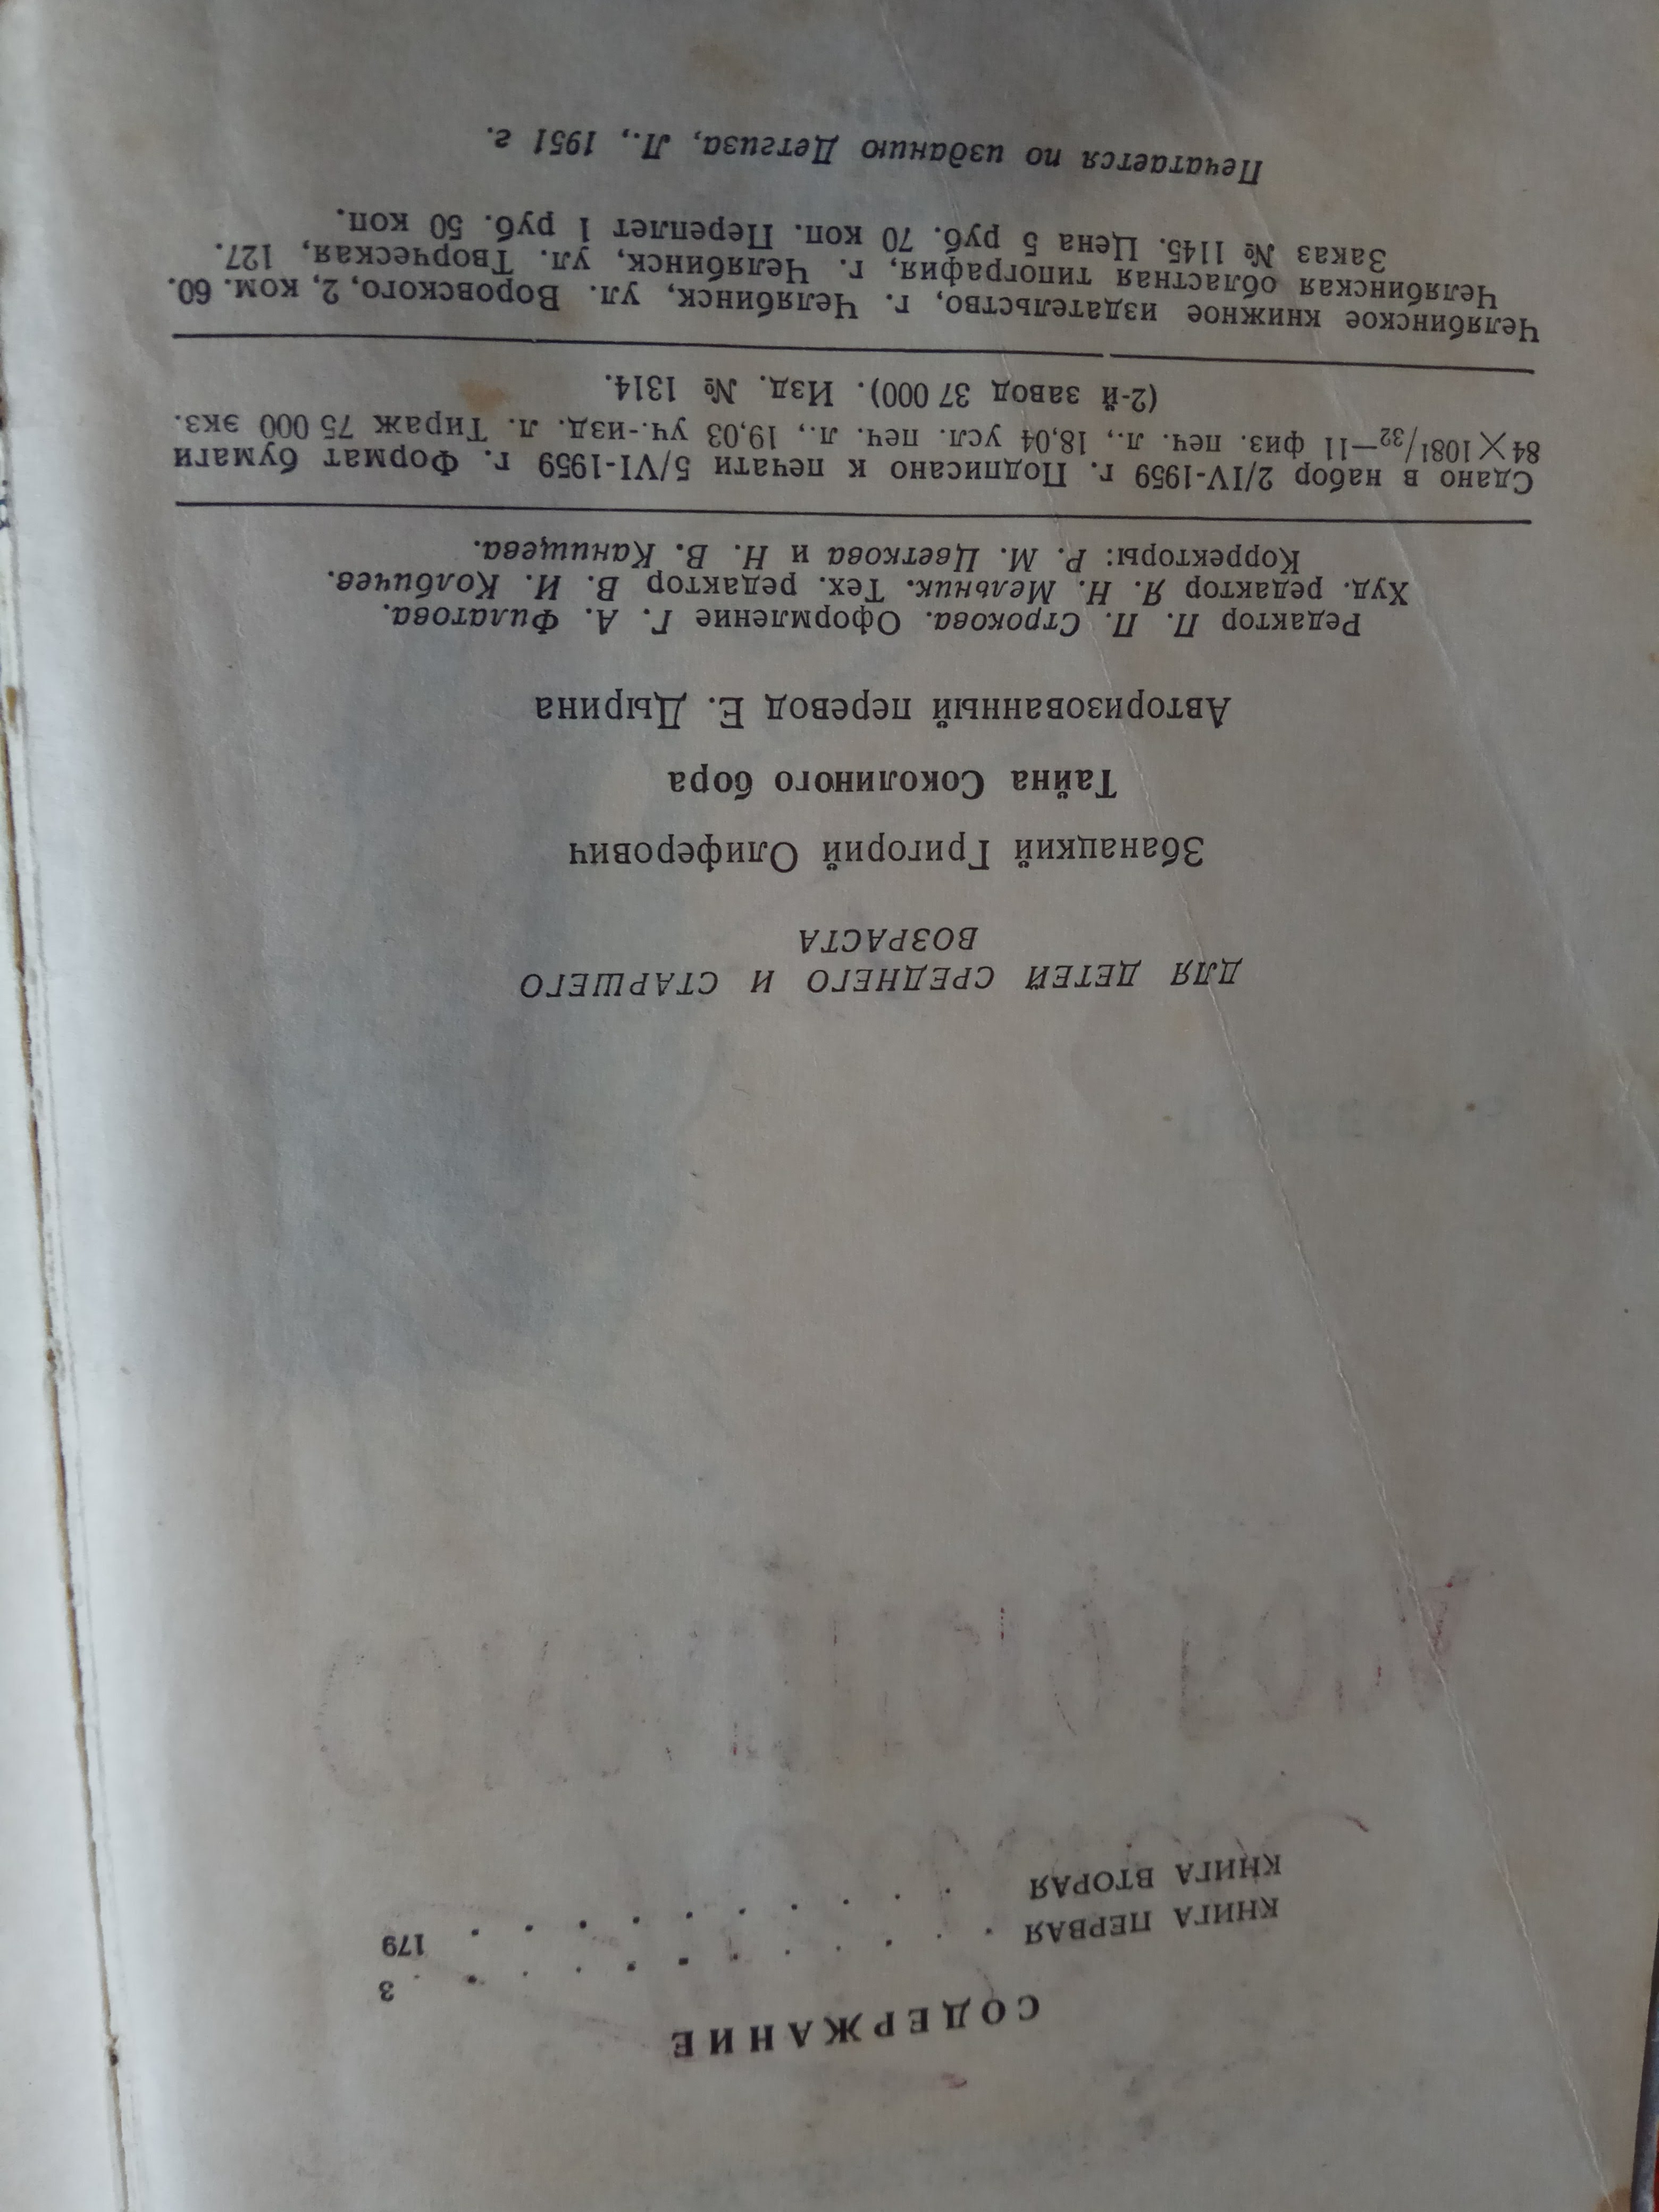 СОДЕРЖАНИЕ
КНИГА ПЕРВАЯ . . . . . . . . . . . 3
КНИГА ВТОРАЯ . . . . . . . . . . 179
ДЛЯ ДЕТЕЙ СРЕДНЕГО И СТАРШЕГО
ВОЗРАСТА
Збанацкий Григорий Олиферович
Тайна Соколиного бора
Авторизованный перевод Е. Дырина
Редактор П. П. Строкова. Оформление Г. А. Филатова.
Худ. редактор Я. Н. Мельник. Тех. редактор В. И. Колбичев.
Корректоры: Р. М. Цветкова и Н. В. Канищева.
Сдано в набор 2/IV-1959 г. Подписано к печати 5/VI-1959 г. Формат бумаги
84×108¹/₃₂—11 физ. печ. л., 18,04 усл. печ. л., 19,03 уч.-изд. л. Тираж 75 000 экз.
(2-й завод 37 000). Изд. № 1314.
Челябинское книжное издательство, г. Челябинск, ул. Воровского, 2, ком. 60.
Челябинская областная типография, г. Челябинск, ул. Творческая, 127.
Заказ № 1145. Цена 5 руб. 70 коп. Переплет 1 руб. 50 коп.
Печатается по изданию Детгиза, Л., 1951 г.